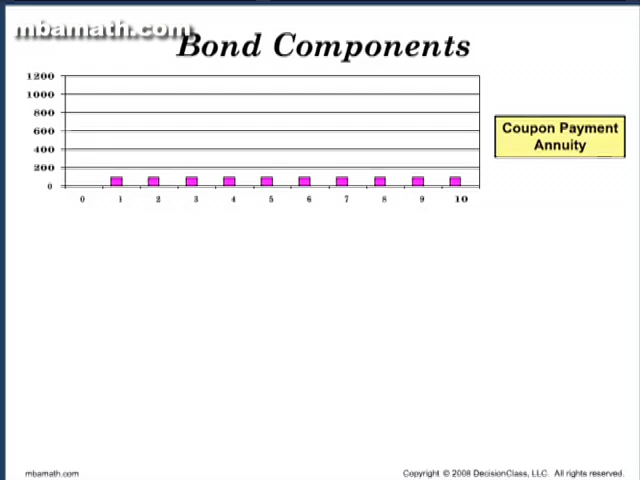 mbamath.com
Bond Components
1200
1000
800
600
400
200
0
0 1 2 3 4 5 6 7 8 9 10
Coupon Payment
Annuity
mbamath.com
Copyright © 2008 DecisionClass, LLC. All rights reserved.